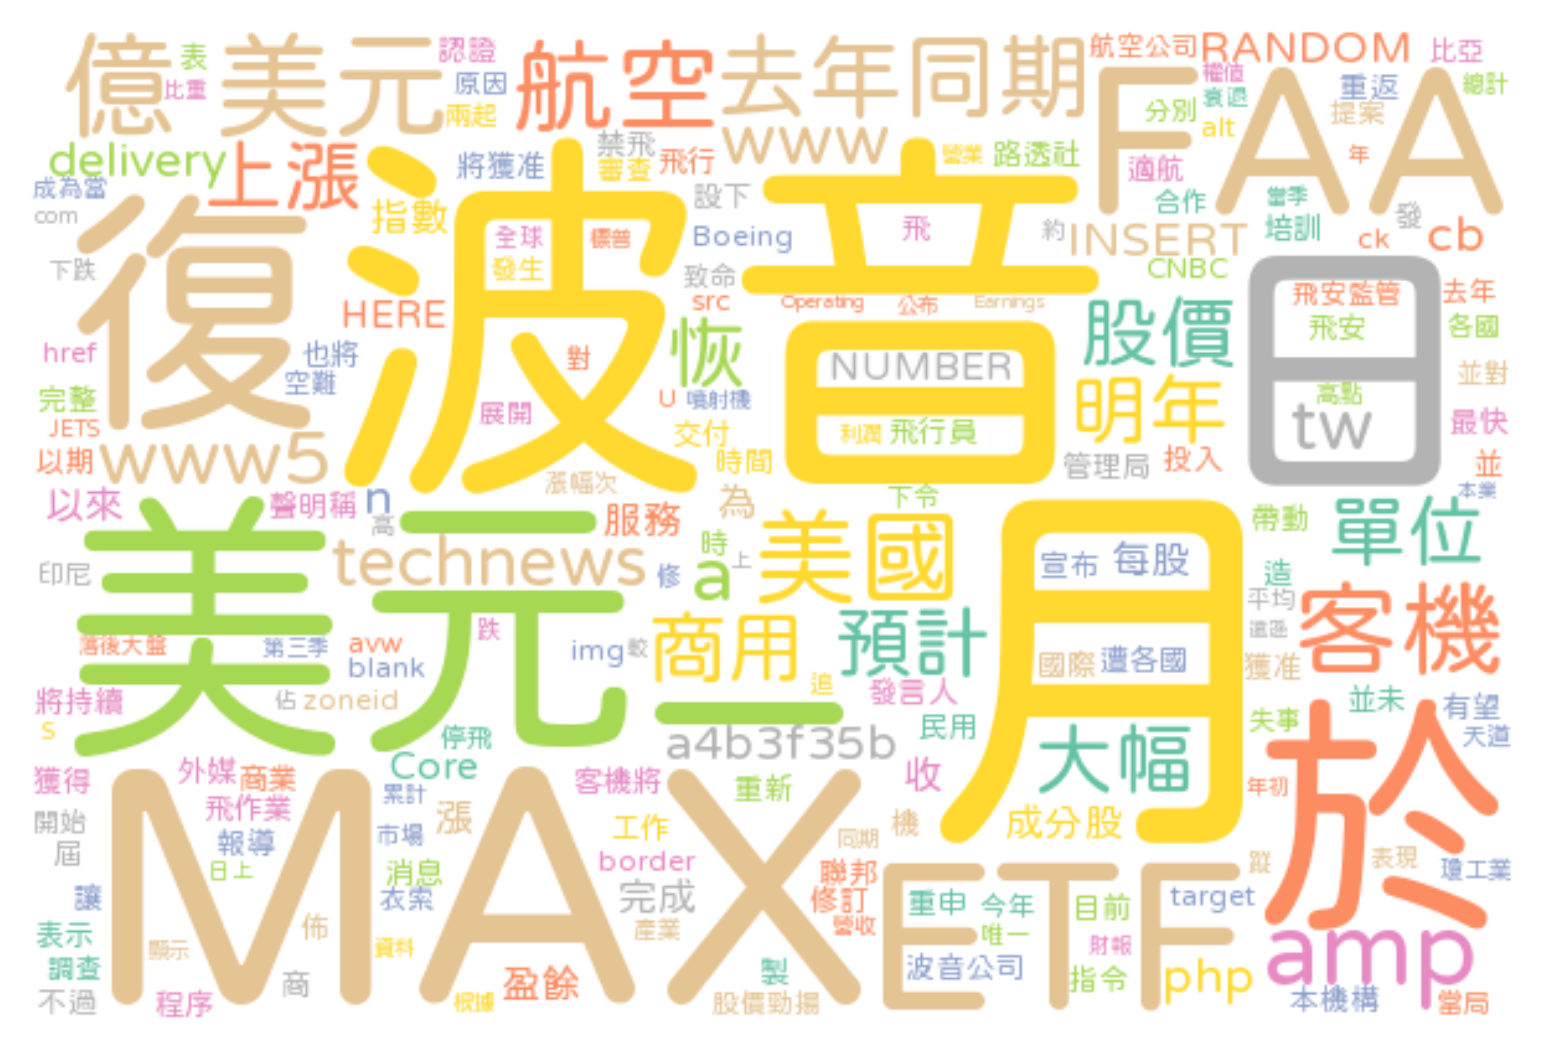 億 美元 表 比重 認證 原因 兩起 航空 去年同期 航空公司 RANDOM 比亞
權值 衰退 重返 總計 分別 提案 alt FAA
delivery 上漲 將獲准 禁飛 審查 飛行 www 營業 路透社 適航 年
成為當 com 指數 設下 合作 當季 發
復 波音 全球 標普 發生 Boeing 飛 約 INSERT 培訓 ck cb
下跌 致命 CNBC 日 飛安監管 去年
HERE src Operating 公布 Earnings 股價 飛安 各國
href 也將 空難 對 恢 NUMBER 並對
完整 展開 U 噴射機 明年 高點 tw 最快
JETS 交付 利潤 飛行員
以期 www5 時間 管理局 投入 並
漲幅次 本業
以來 聲明稱 n 高 服務 為 下令 帶動 單位
美元 technews 時 上 美國 月 宣布 每股
印尼 修 a 造 平均 客機
落後大盤 第三季 avw 跌 img 較 商用 預計 國際 遭各國 獲准
blank
將持續 佔 zoneid 追 發言人 並未 有望
S 一 民用 失事 天道
停飛 a4b3f35b 大幅 於
獲得 外媒 商業 Core 客機將 重新 收 年初
飛作業 累計
開始 報導 市場 漲 工作 同期 機 成分股
屆 日上 消息 border 聯邦 蹤 表現 瓊工業
讓 MAX 衣索 完成 修訂 ETF 重申 今年 目前 target
表示 佈 顯示 資料 產業 營收 唯一 財報 amp
調查 製 波音公司 指令 php
不過 程序 商 根據 盈餘 股價勁揚 本機構 當局